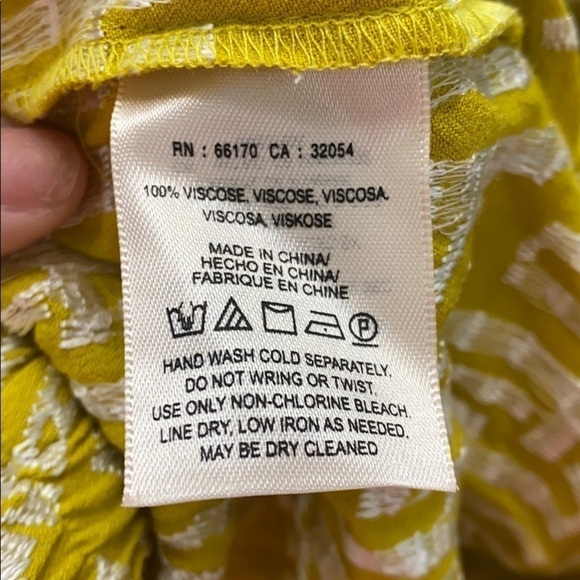 RN : 66170 CA : 32054
100% VISCOSE, VISCOSE, VISCOSA,
VISCOSA, VISKOSE
MADE IN CHINA/
HECHO EN CHINA/
FABRIQUE EN CHINE
P
HAND WASH COLD SEPARATELY.
DO NOT WRING OR TWIST,
USE ONLY NON-CHLORINE BLEACH
LINE DRY, LOW IRON AS NEEDED.
MAY BE DRY CLEANED